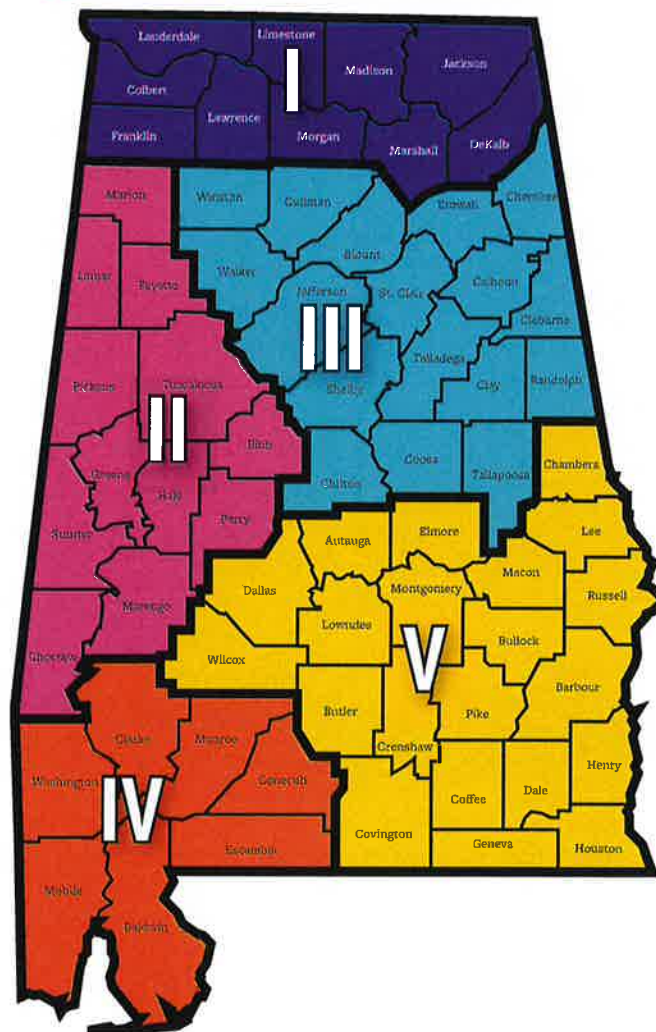 Lauderdale
Limestone
Madison
Jackson
Colbert
I
Lawrence
Franklin
Morgan
Marshall
DeKalb
Marion
Winston
Cullman
Etowah
Cherokee
Lamar
Fayette
Walker
Blount
Jefferson
St. Clair
Calhoun
Cleburne
III
Talladega
Pickens
Tuscaloosa
Shelby
Clay
Randolph
II
Bibb
Greene
Hale
Chilton
Coosa
Tallapoosa
Chambers
Sumter
Perry
Autauga
Elmore
Lee
Dallas
Montgomery
Macon
Russell
Marengo
Lowndes
Bullock
Choctaw
Wilcox
V
Butler
Pike
Barbour
Clarke
Monroe
Crenshaw
Washington
Conecuh
Henry
IV
Coffee
Dale
Covington
Geneva
Houston
Escambia
Mobile
Baldwin